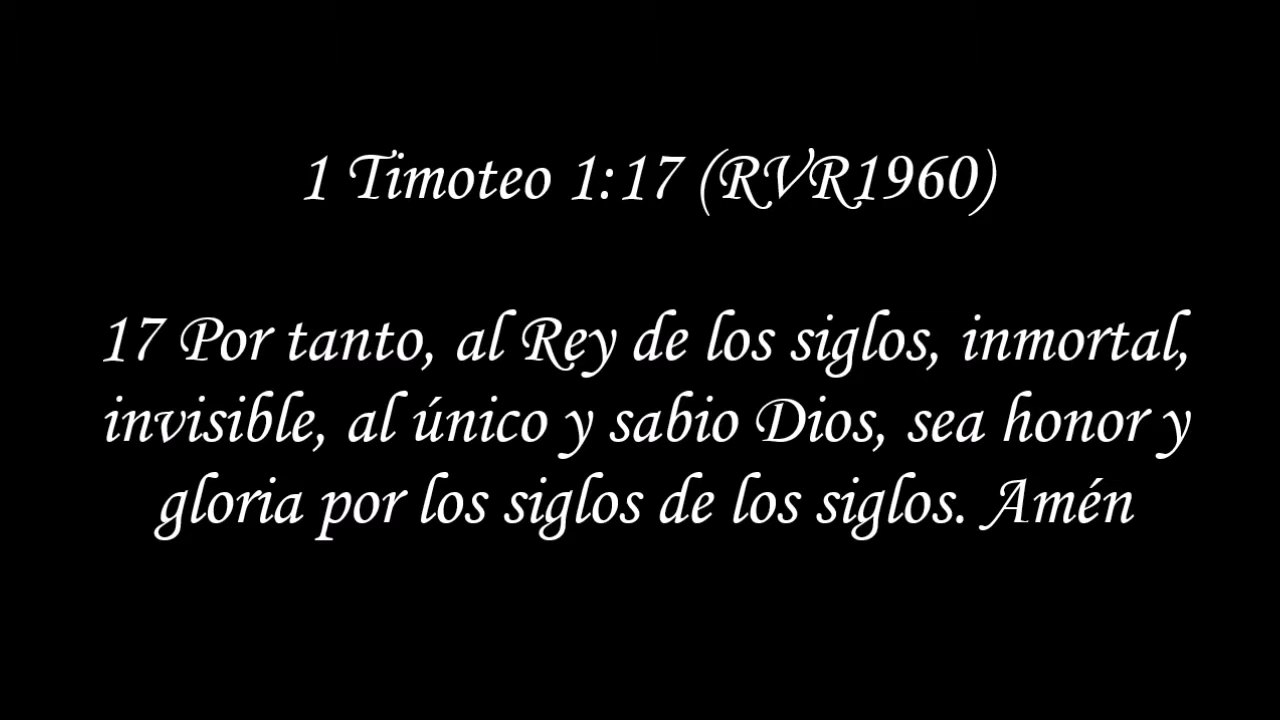 1 Timoteo 1:17 (RVR1960)
17 Por tanto, al Rey de los siglos, inmortal,
invisible, al único y sabio Dios, sea honor y
gloria por los siglos de los siglos. Amén